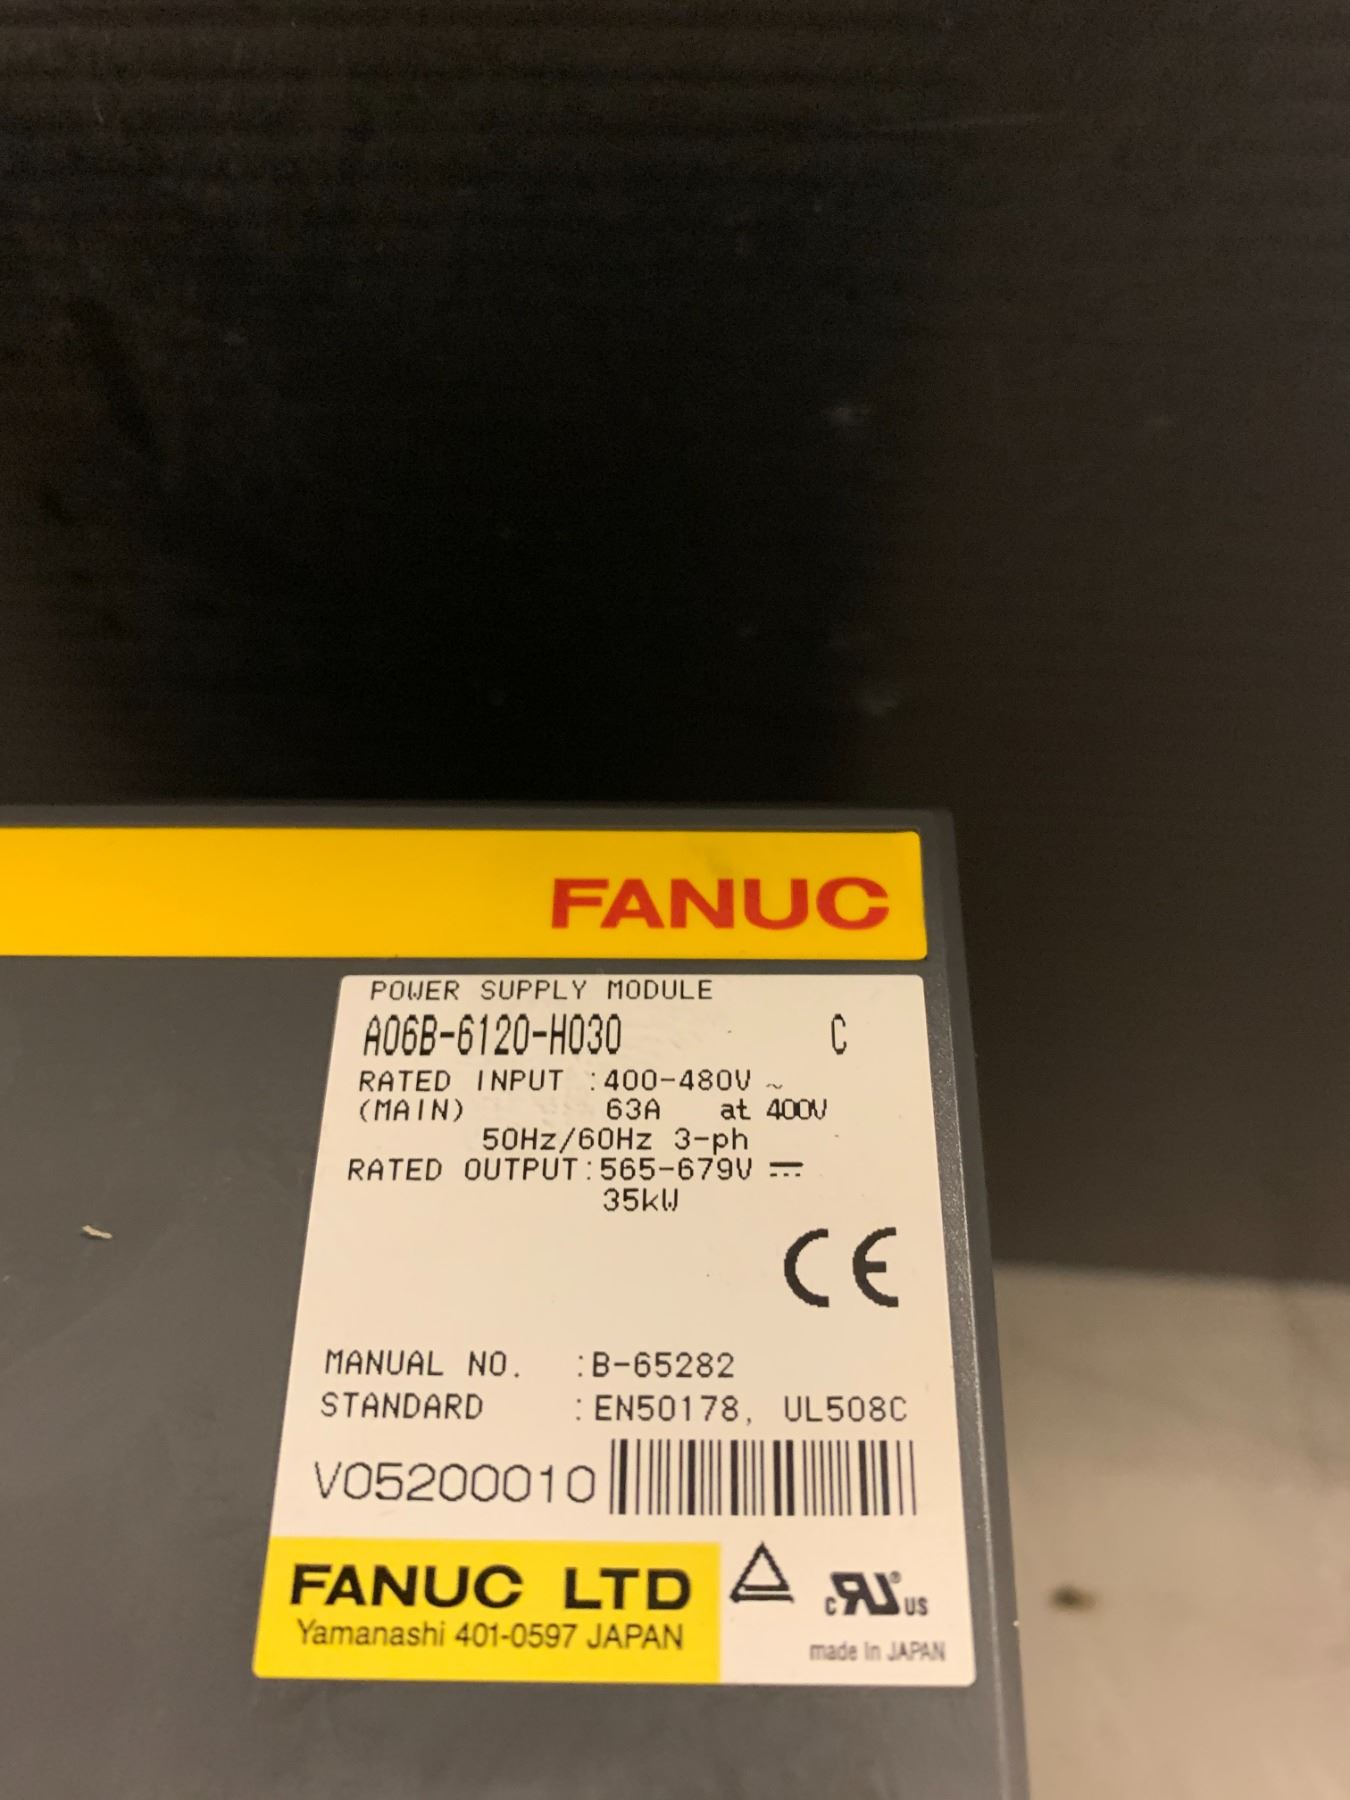 FANUC
POWER SUPPLY MODULE
A06B-6120-H030 C
RATED INPUT :400-480V ~
(MAIN) 63A at 400V
50Hz/60Hz 3-ph
RATED OUTPUT:565-679V ⎓
35kW
CE
MANUAL NO. :B-65282
STANDARD :EN50178, UL508C
V05200010
FANUC LTD
Yamanashi 401-0597 JAPAN
c RU ® US
made In JAPAN